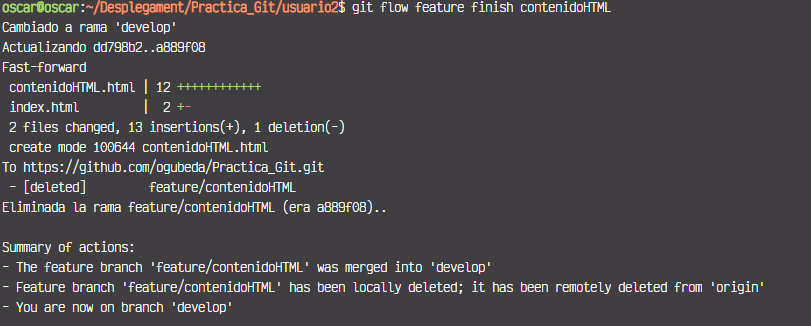 oscar@oscar:~/Desplegament/Practica_Git/usuario2$ git flow feature finish contenidoHTML
Cambiado a rama 'develop'
Actualizando dd798b2..a889f08
Fast-forward
 contenidoHTML.html | 12 ++++++++++++
 index.html         |  2 +-
 2 files changed, 13 insertions(+), 1 deletion(-)
 create mode 100644 contenidoHTML.html
To https://github.com/ogubeda/Practica_Git.git
 - [deleted]         feature/contenidoHTML
Eliminada la rama feature/contenidoHTML (era a889f08)..

Summary of actions:
- The feature branch 'feature/contenidoHTML' was merged into 'develop'
- Feature branch 'feature/contenidoHTML' has been locally deleted; it has been remotely deleted from 'origin'
- You are now on branch 'develop'